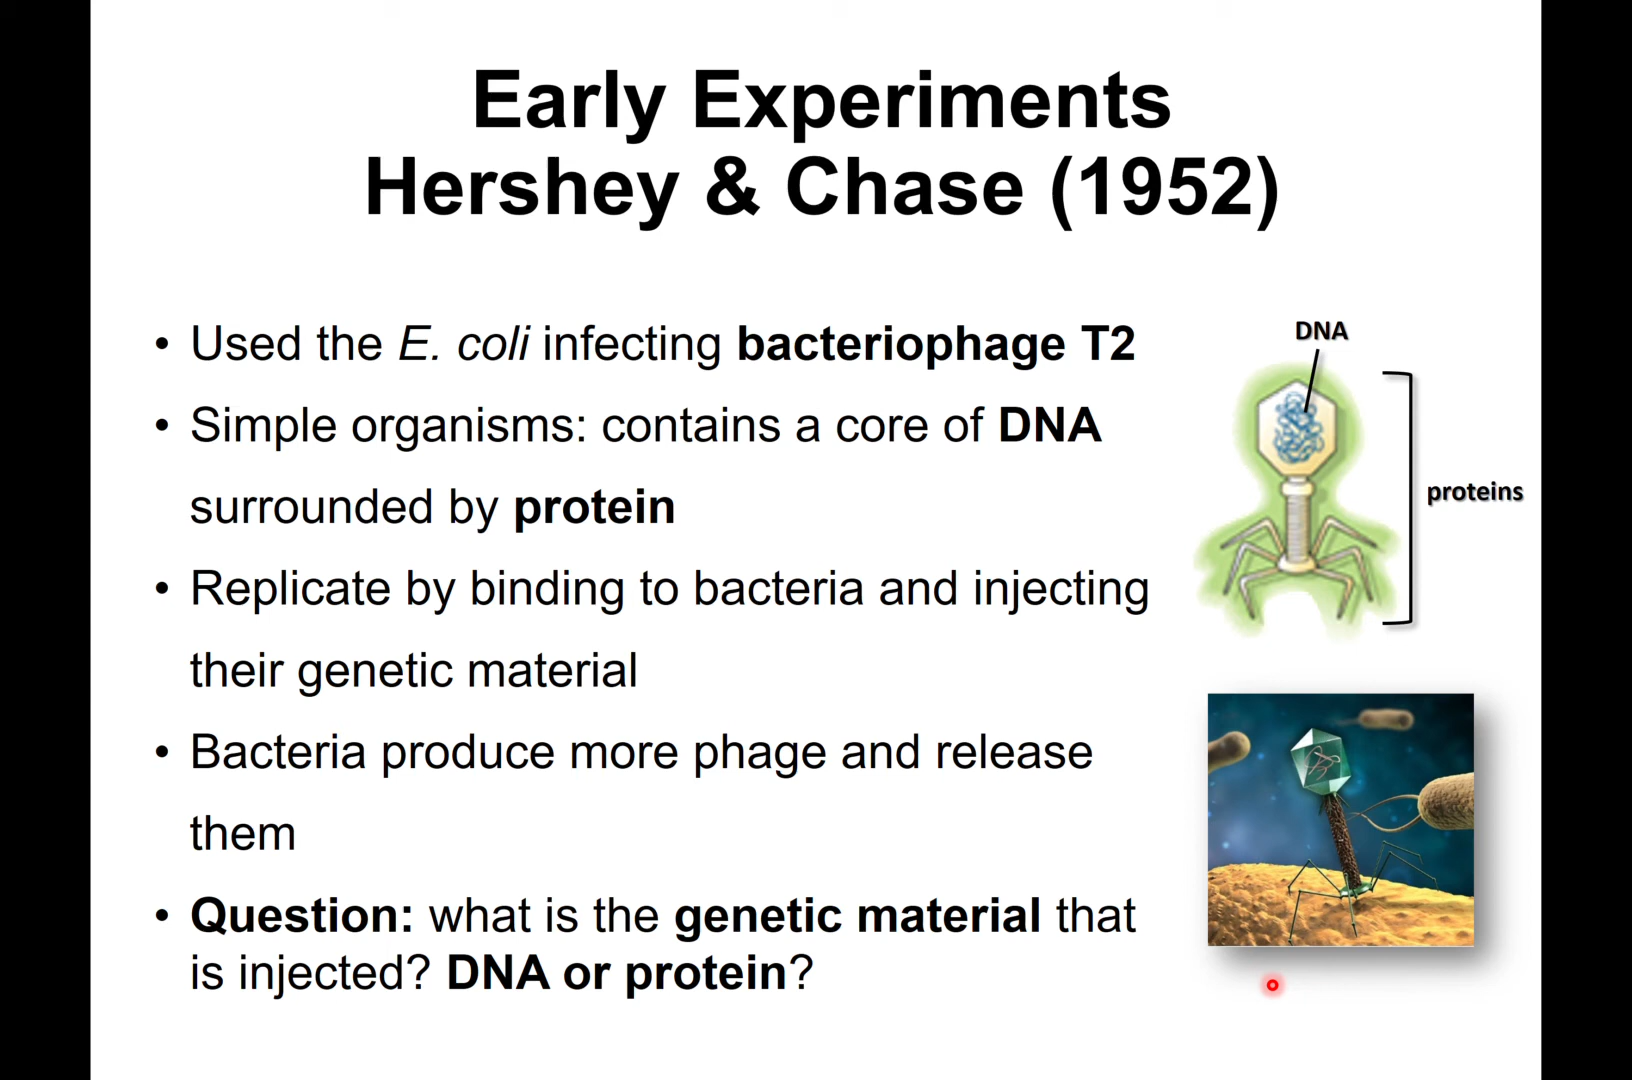 Early Experiments
Hershey & Chase (1952)
• Used the E. coli infecting bacteriophage T2
• Simple organisms: contains a core of DNA
surrounded by protein
• Replicate by binding to bacteria and injecting
their genetic material
• Bacteria produce more phage and release
them
• Question: what is the genetic material that
is injected? DNA or protein?
DNA
proteins